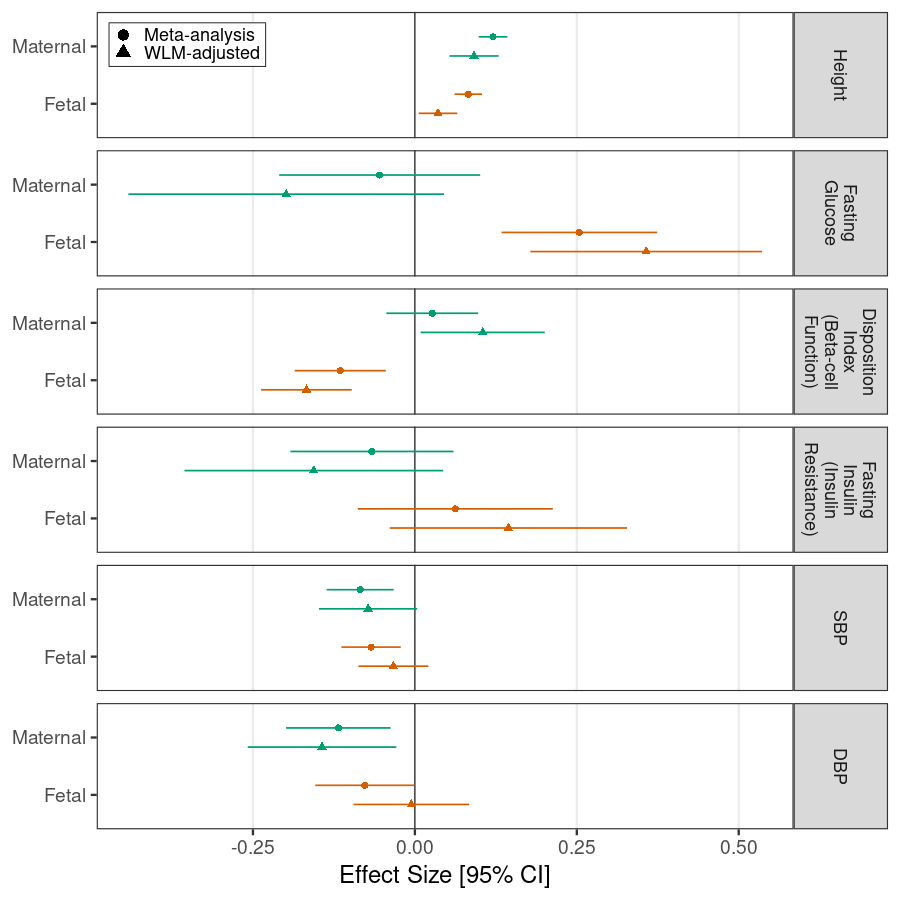 Meta-analysis
WLM-adjusted
Maternal
Fetal
Height
Maternal
Fetal
Fasting
Glucose
Maternal
Fetal
Disposition
Index
(Beta-cell
Function)
Maternal
Fetal
Fasting
Insulin
(Insulin
Resistance)
Maternal
Fetal
SBP
Maternal
Fetal
DBP
-0.25 0.00 0.25 0.50
Effect Size [95% CI]